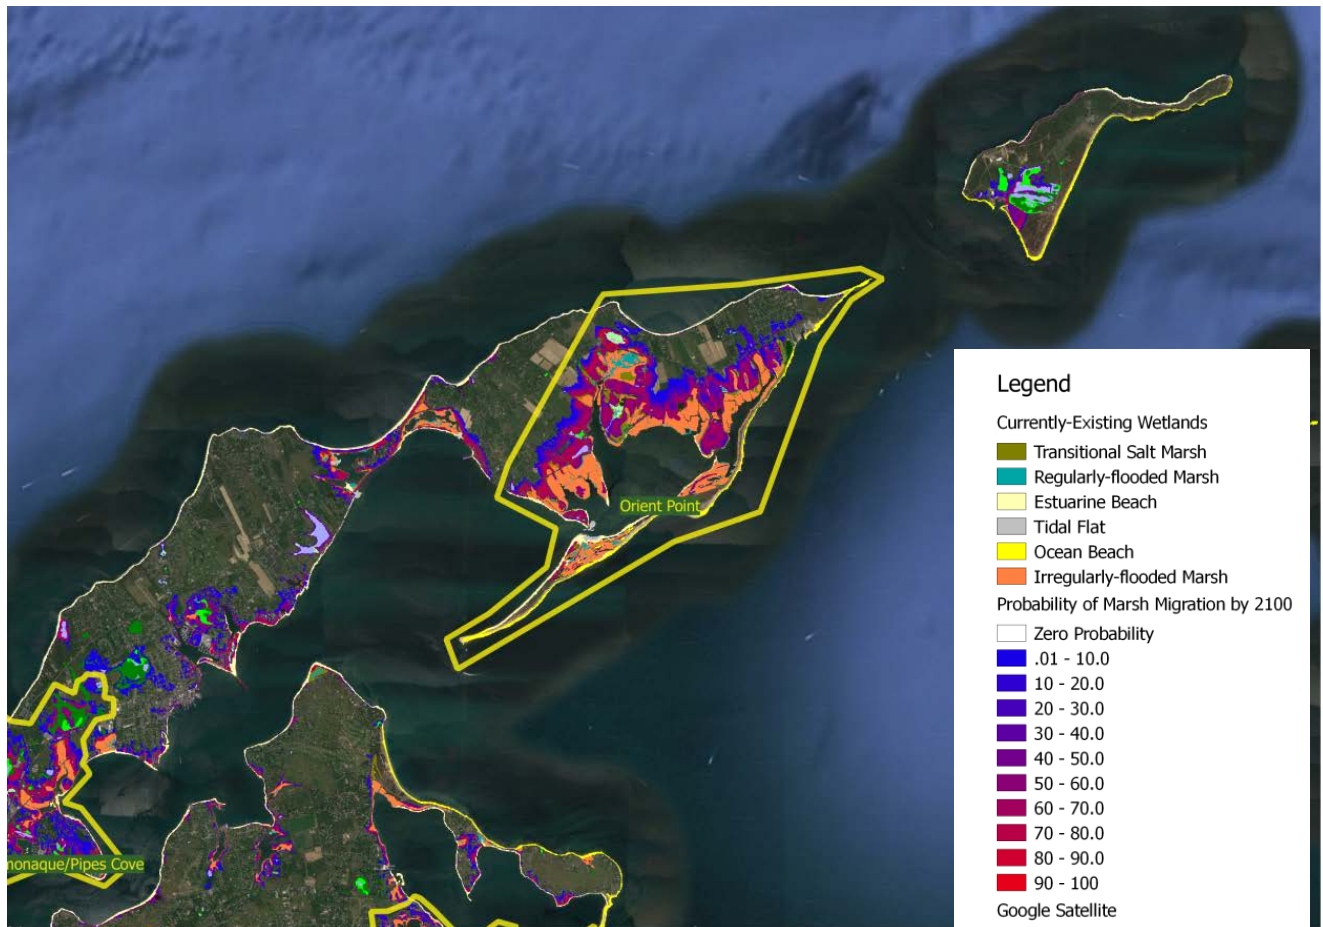 Orient Point
monaque/Pipes Cove
Legend
Currently-Existing Wetlands
Transitional Salt Marsh
Regularly-flooded Marsh
Estuarine Beach
Tidal Flat
Ocean Beach
Irregularly-flooded Marsh
Probability of Marsh Migration by 2100
Zero Probability
.01 - 10.0
10 - 20.0
20 - 30.0
30 - 40.0
40 - 50.0
50 - 60.0
60 - 70.0
70 - 80.0
80 - 90.0
90 - 100
Google Satellite